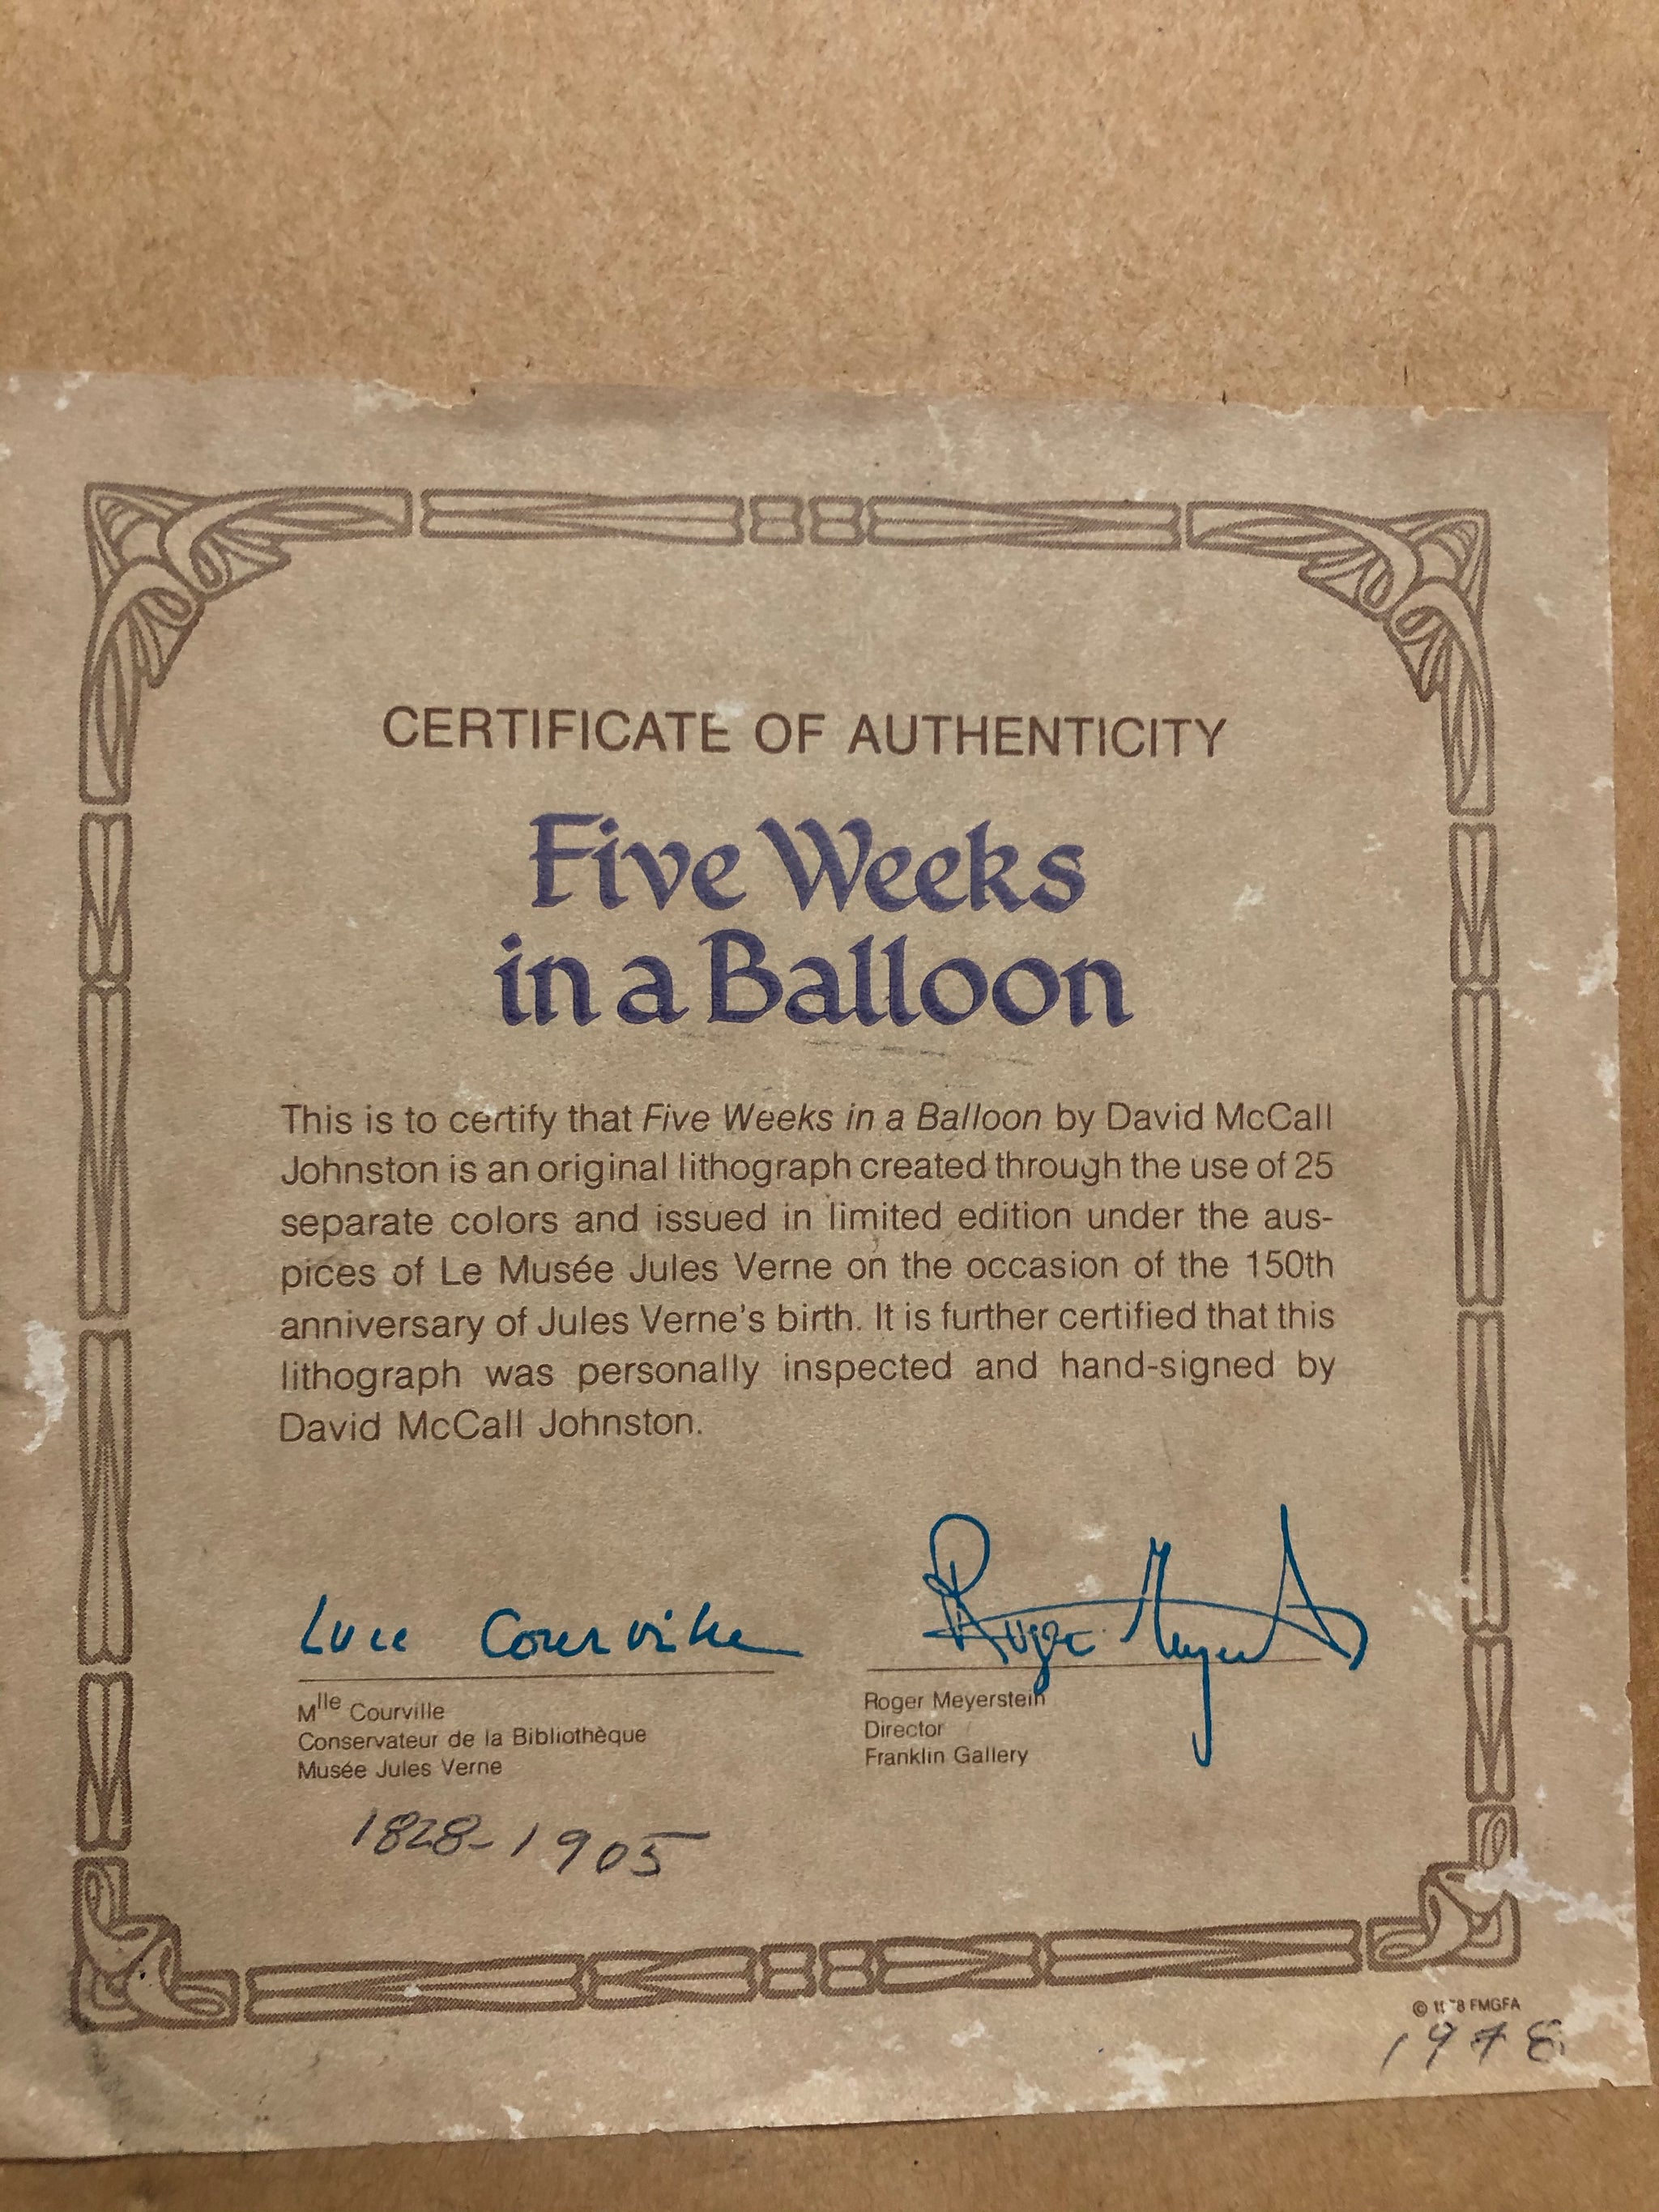 CERTIFICATE OF AUTHENTICITY
Five Weeks
in a Balloon
This is to certify that Five Weeks in a Balloon by David McCall
Johnston is an original lithograph created through the use of 25
separate colors and issued in limited edition under the aus-
pices of Le Musée Jules Verne on the occasion of the 150th
anniversary of Jules Verne's birth. It is further certified that this
lithograph was personally inspected and hand-signed by
David McCall Johnston.
Luce Courville
Roger Meyerstein
Mlle Courville
Conservateur de la Bibliothèque
Musée Jules Verne
Roger Meyerstein
Director
Franklin Gallery
1828-1905
© 1978 FMGFA
1978